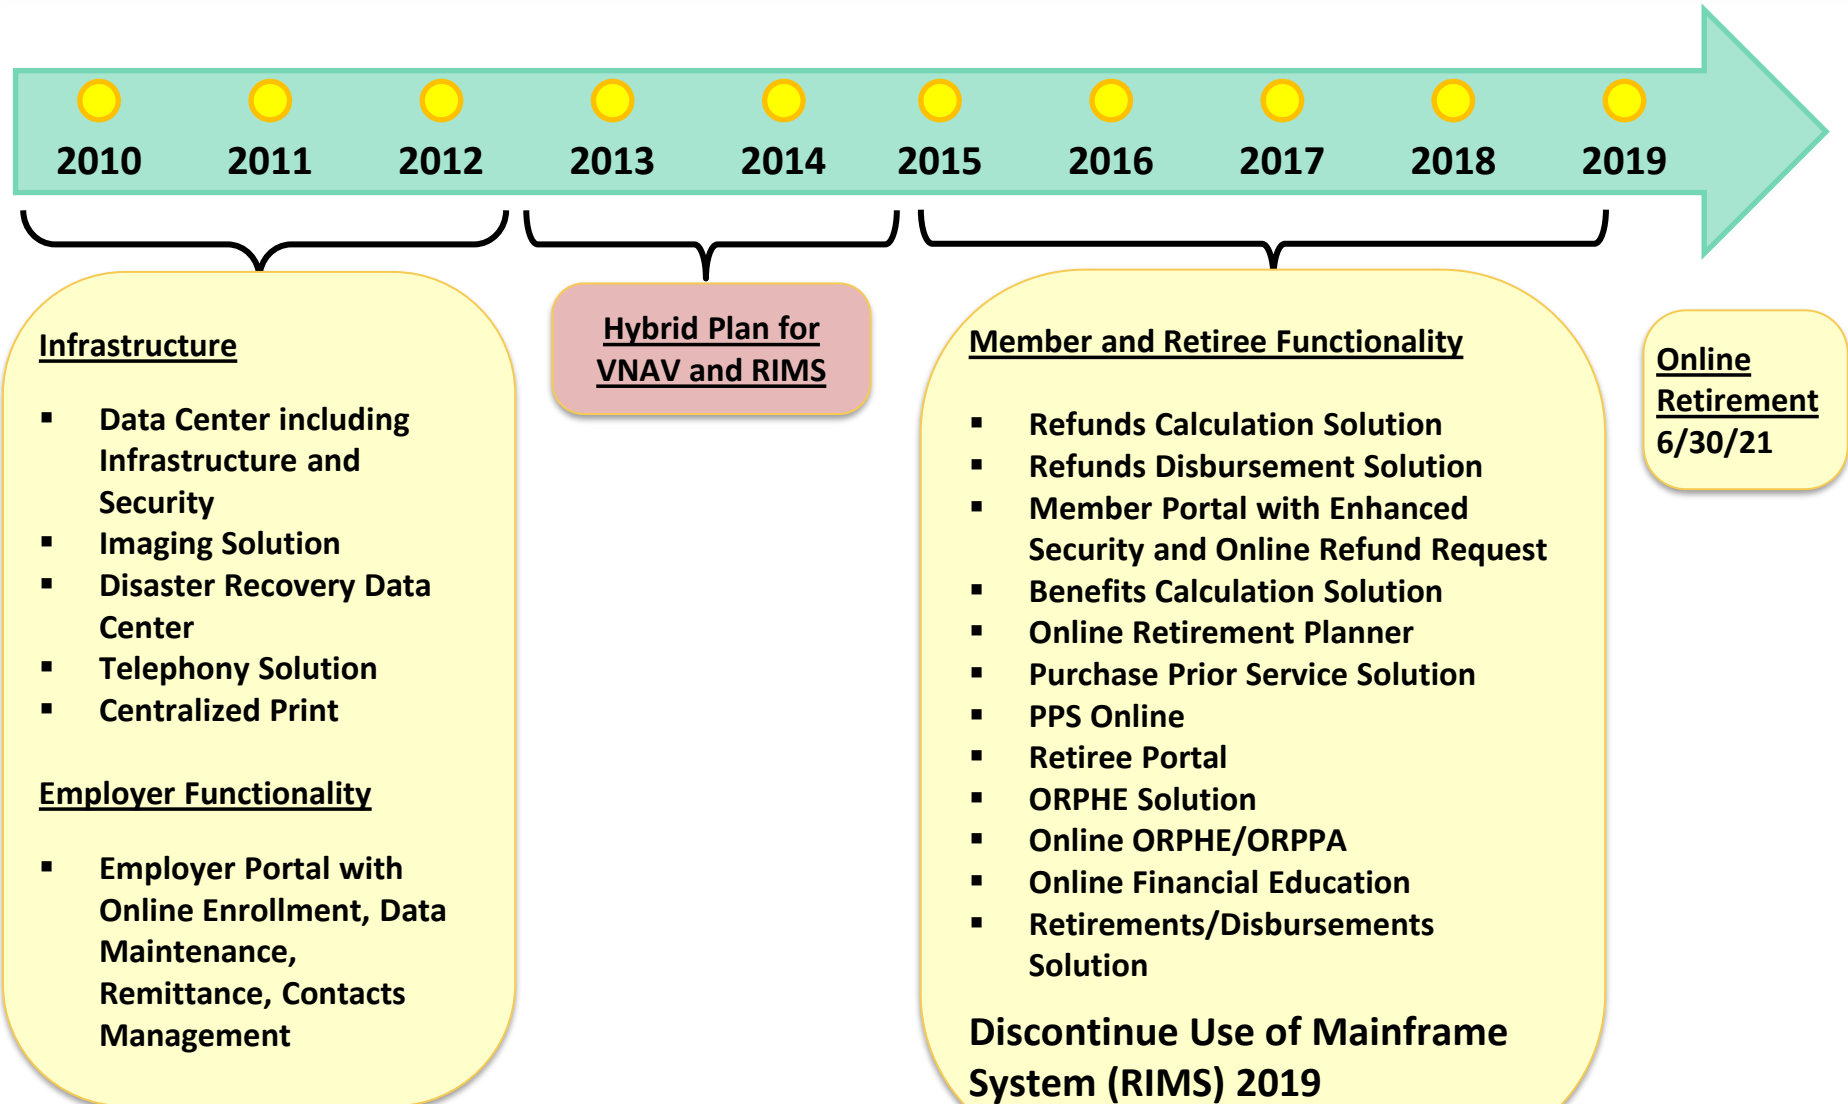 2010 2011 2012 2013 2014 2015 2016 2017 2018 2019
Infrastructure
▪ Data Center including
Infrastructure and
Security
▪ Imaging Solution
▪ Disaster Recovery Data
Center
▪ Telephony Solution
▪ Centralized Print
Employer Functionality
▪ Employer Portal with
Online Enrollment, Data
Maintenance,
Remittance, Contacts
Management
Hybrid Plan for
VNAV and RIMS
Member and Retiree Functionality
▪ Refunds Calculation Solution
▪ Refunds Disbursement Solution
▪ Member Portal with Enhanced
Security and Online Refund Request
▪ Benefits Calculation Solution
▪ Online Retirement Planner
▪ Purchase Prior Service Solution
▪ PPS Online
▪ Retiree Portal
▪ ORPHE Solution
▪ Online ORPHE/ORPPA
▪ Online Financial Education
▪ Retirements/Disbursements
Solution
Discontinue Use of Mainframe
System (RIMS) 2019
Online
Retirement
6/30/21